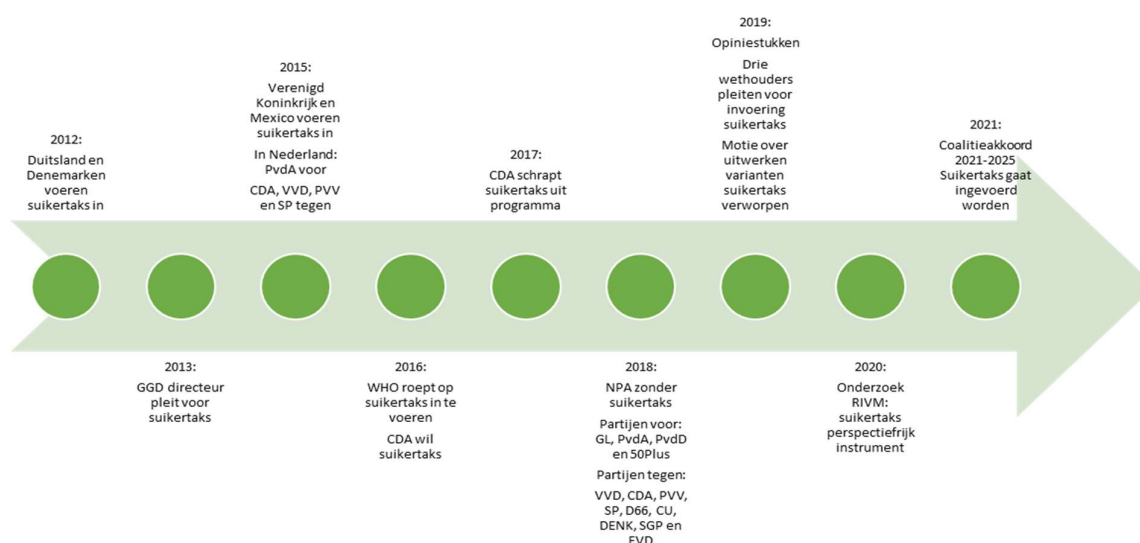 2012:
Duitsland en
Denemarken
voeren
suikertaks in
2013:
GGD directeur
pleit voor
suikertaks
2015:
Verenigd
Koninkrijk en
Mexico voeren
suikertaks in
In Nederland:
PvdA voor
CDA, VVD, PVV
en SP tegen
2016:
WHO roept op
suikertaks in te
voeren
CDA wil
suikertaks
2017:
CDA schrapt
suikertaks uit
programma
2018:
NPA zonder
suikertaks
Partijen voor:
GL, PvdA, PvdD
en 50Plus
Partijen tegen:
VVD, CDA, PVV,
SP, D66, CU,
DENK, SGP en
FVD
2019:
Opiniestukken
Drie
wethouders
pleiten voor
invoering
suikertaks
Motie over
uitwerken
varianten
suikertaks
verworpen
2020:
Onderzoek
RIVM:
suikertaks
perspectiefrijk
instrument
2021:
Coalitieakkoord
2021-2025
Suikertaks gaat
ingevoerd
worden